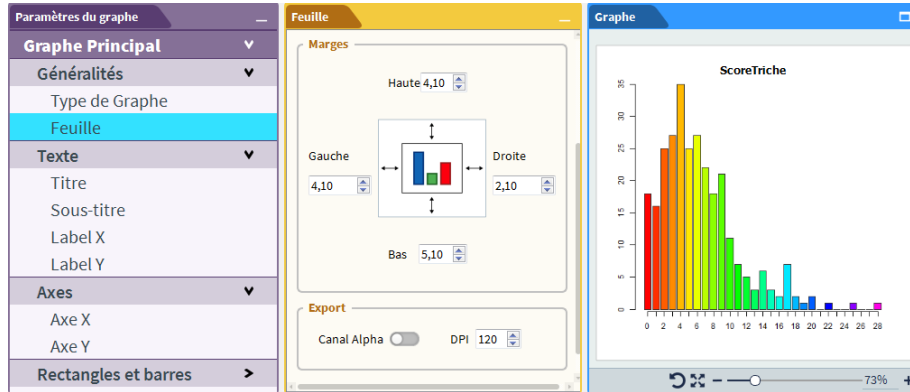 Paramètres du graphe
Graphe Principal
Généralités
Type de Graphe
Feuille
Texte
Titre
Sous-titre
Label X
Label Y
Axes
Axe X
Axe Y
Rectangles et barres
Feuille
Marges
Haute 4,10
Gauche
4,10
Droite
2,10
Bas 5,10
Export
Canal Alpha DPI 120
Graphe
ScoreTriche
35
30
25
20
15
10
5
0
0 2 4 6 8 10 12 14 16 18 20 22 24 26 28
73%